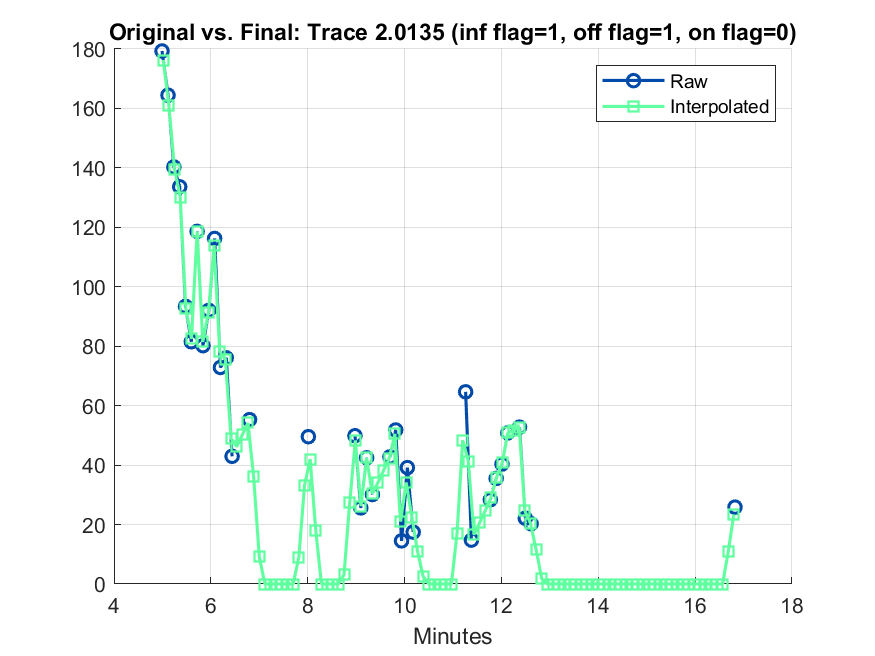 Original vs. Final: Trace 2.0135 (inf flag=1, off flag=1, on flag=0)
Raw
Interpolated
180
160
140
120
100
80
60
40
20
0
4 6 8 10 12 14 16 18
Minutes